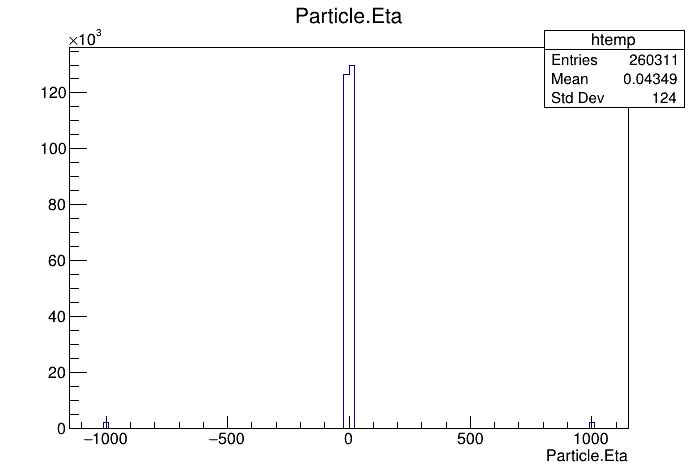 Particle.Eta
×10³
htemp
Entries 260311
Mean 0.04349
Std Dev 124
120
100
80
60
40
20
0
−1000 −500 0 500 1000
Particle.Eta